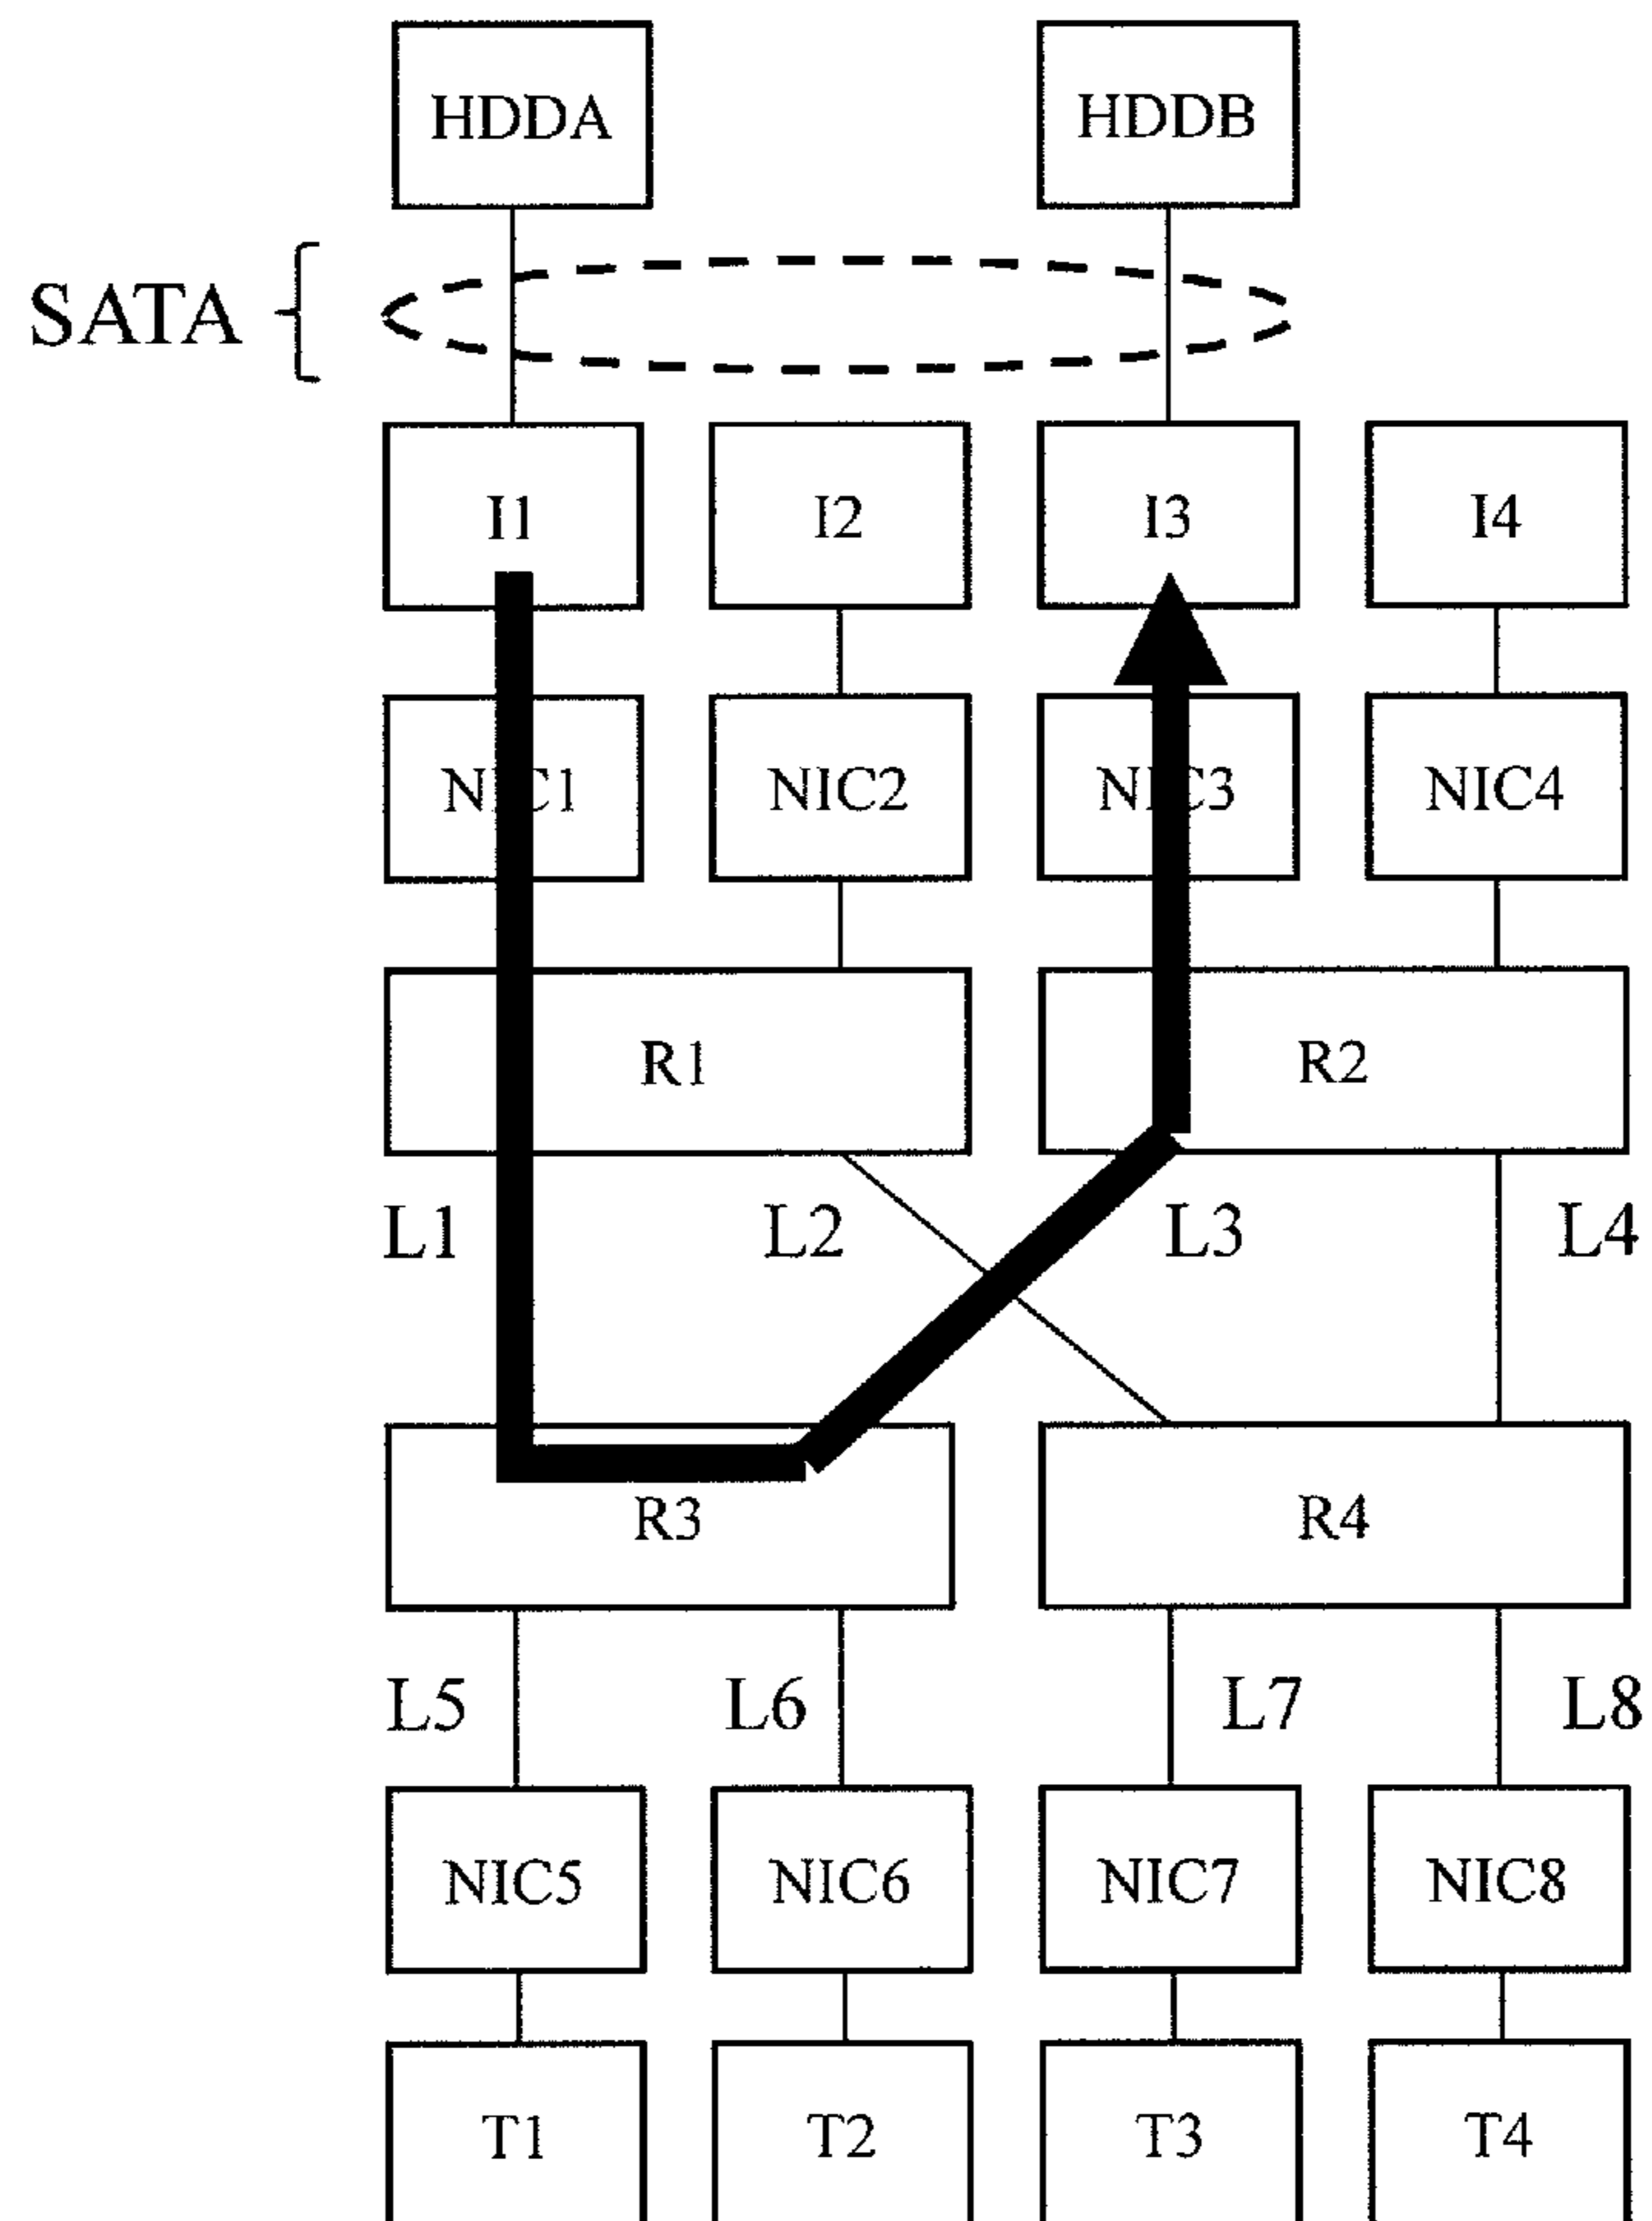 HDDA HDDB
SATA
I1 I2 I3 I4
NIC1 NIC2 NIC3 NIC4
R1 R2
L1 L2 L3 L4
R3 R4
L5 L6 L7 L8
NIC5 NIC6 NIC7 NIC8
T1 T2 T3 T4